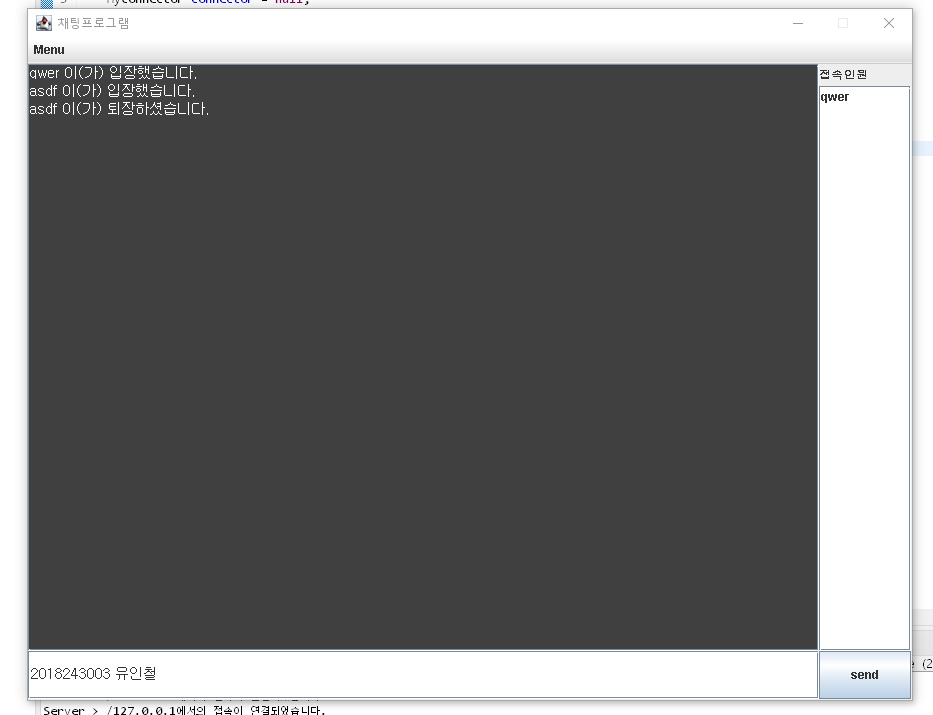 connector = null;
채팅프로그램
Menu
qwer 이(가) 입장했습니다.
asdf 이(가) 입장했습니다.
asdf 이(가) 퇴장하셨습니다.
접속인원
qwer
2018243003 유인철
send
(2
Server > /127.0.0.1에서의 접속이 연결되었습니다.